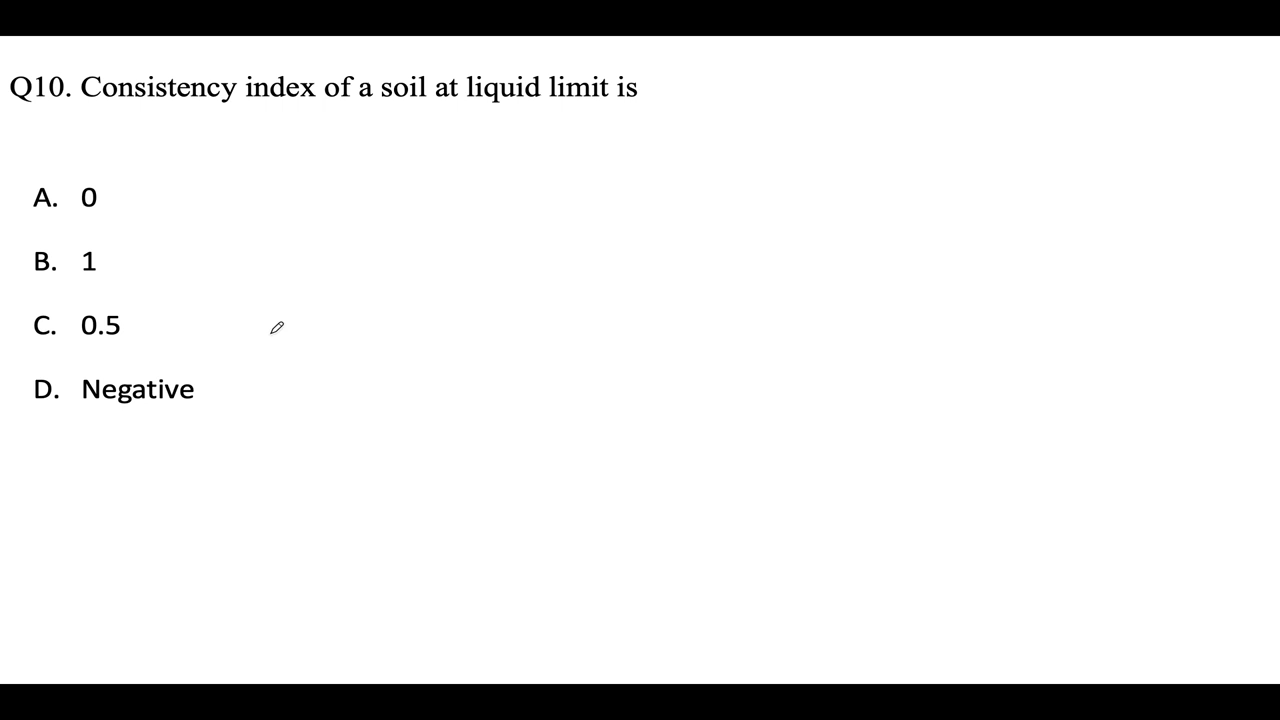 Q10. Consistency index of a soil at liquid limit is
A. 0
B. 1
C. 0.5
D. Negative